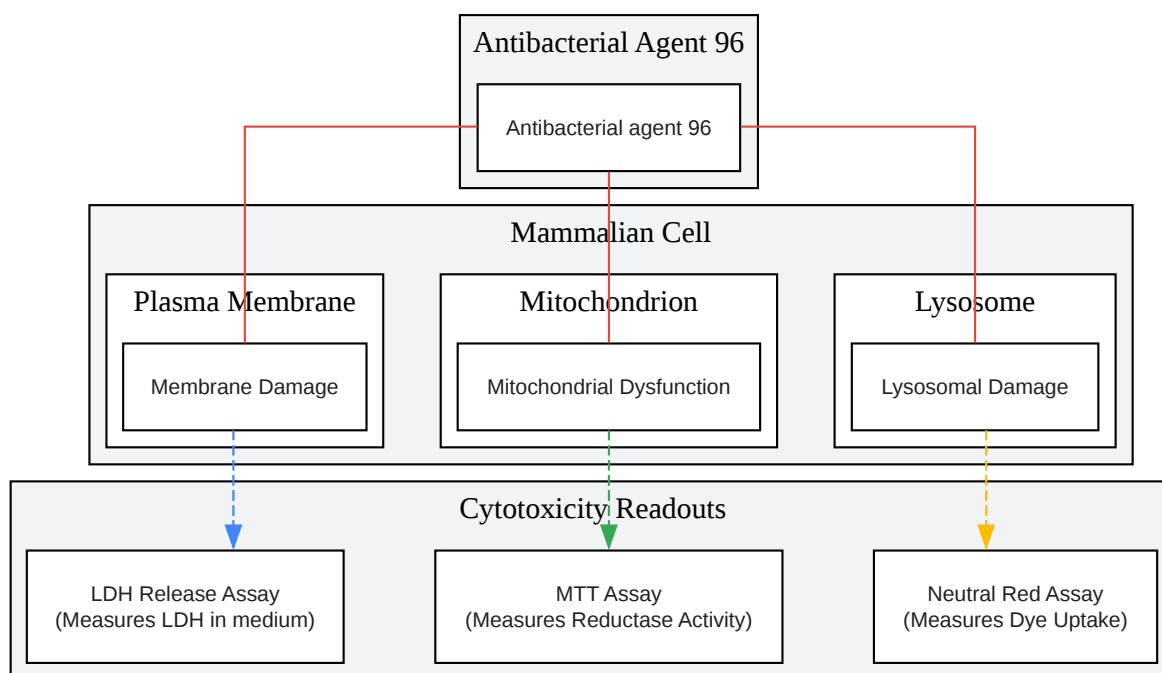 Antibacterial Agent 96
Antibacterial agent 96
Mammalian Cell
Plasma Membrane
Mitochondrion
Lysosome
Membrane Damage
Mitochondrial Dysfunction
Lysosomal Damage
Cytotoxicity Readouts
LDH Release Assay
(Measures LDH in medium)
MTT Assay
(Measures Reductase Activity)
Neutral Red Assay
(Measures Dye Uptake)